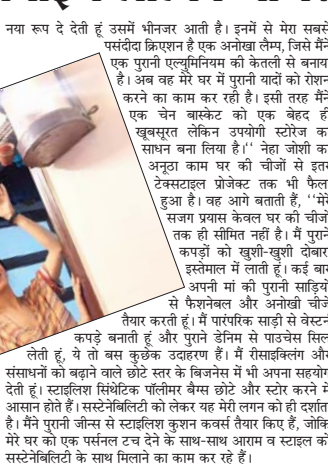 नया रूप दे देती हूं उसमें भीनजर आती है। इनमें से मेरा सबसे
पसंदीदा क्रिएशन है एक अनोखा लैम्प, जिसे मैंने
एक पुरानी एल्युमिनियम की केतली से बनाया
है। अब वह मेरे घर में पुरानी यादों को रोशन
करने का काम कर रही है। इसी तरह मैंने
एक चेन बास्केट को एक बेहद ही
खूबसूरत लेकिन उपयोगी स्टोरेज का
साधन बना लिया है।'' नेहा जोशी का
अनूठा काम घर की चीजों से इतर
टेक्सटाइल प्रोजेक्ट तक भी फैला
हुआ है। वह आगे बताती हैं, ''मेरे
सजग प्रयास केवल घर की चीजों
तक ही सीमित नहीं है। मैं पुराने
कपड़ों को खुशी-खुशी दोबारा
इस्तेमाल में लाती हूं। कई बार
अपनी मां की पुरानी साड़ियों
से फैशनेबल और अनोखी चीजें
तैयार करती हूं। मैं पारंपरिक साड़ी से वेस्टर्न
कपड़े बनाती हूं और पुराने डेनिम से पाउचेस सिल
लेती हूं, ये तो बस कुछेक उदाहरण हैं। मैं रीसाइक्लिंग और
संसाधनों को बढ़ाने वाले छोटे स्तर के बिजनेस में भी अपना सहयोग
देती हूं। स्टाइलिश सिंथेटिक पॉलीमर बैग्स छोटे और स्टोर करने में
आसान होते हैं। सस्टेनेबिलिटी को लेकर यह मेरी लगन को ही दर्शाता
है। मैंने पुरानी जीन्स से स्टाइलिश कुशन कवर्स तैयार किए हैं, जोकि
मेरे घर को एक पर्सनल टच देने के साथ-साथ आराम व स्टाइल को
सस्टेनेबिलिटी के साथ मिलाने का काम कर रहे हैं।